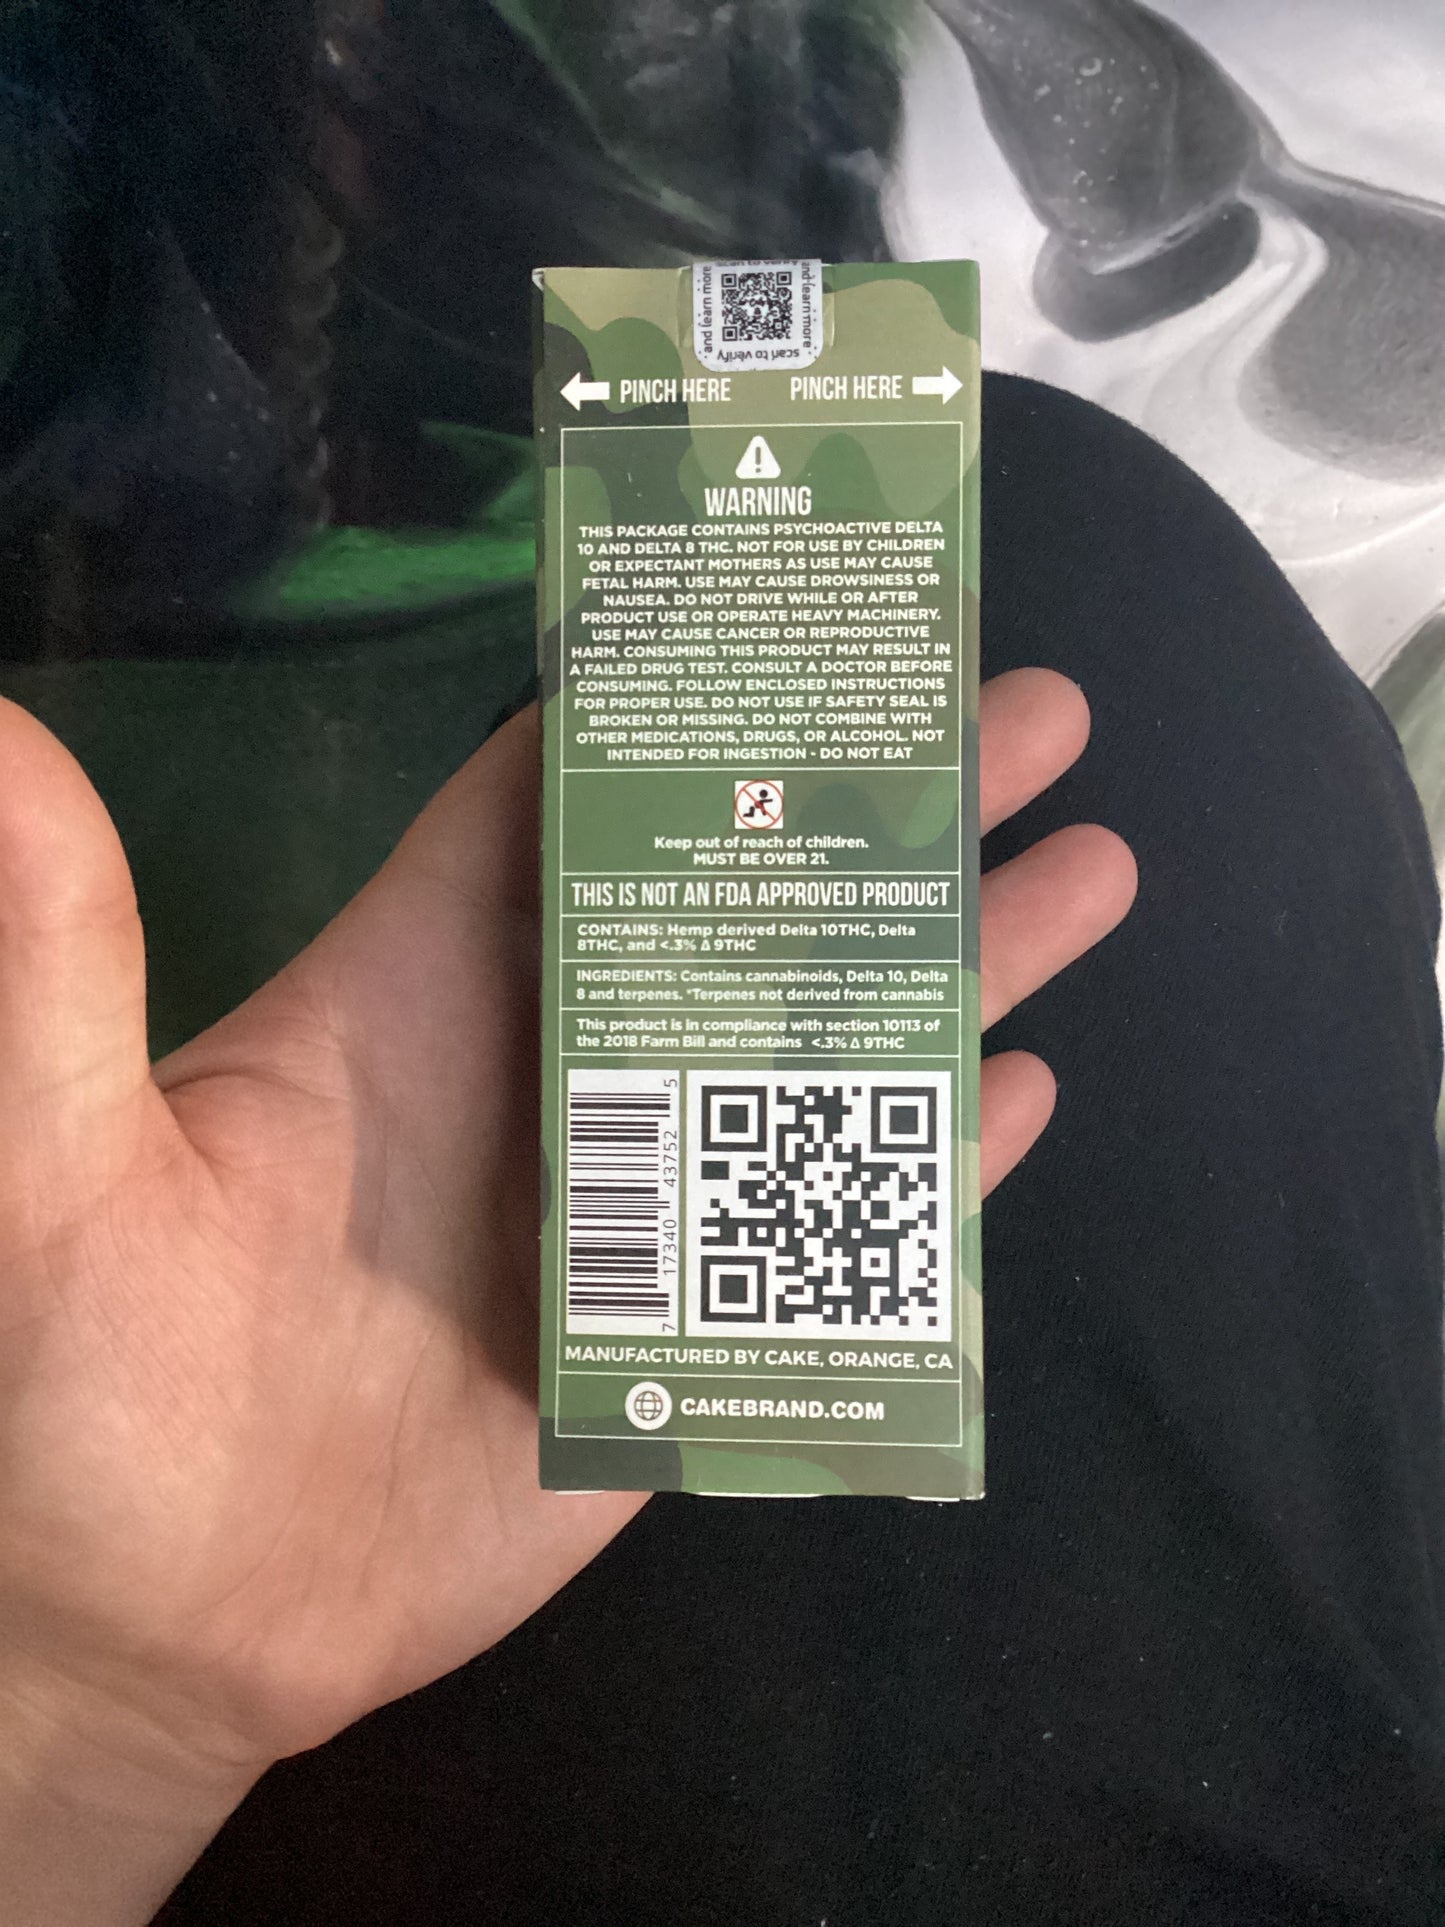 scan to verify
and learn more
and learn more
scan to verify
PINCH HERE PINCH HERE
WARNING
THIS PACKAGE CONTAINS PSYCHOACTIVE DELTA
10 AND DELTA 8 THC. NOT FOR USE BY CHILDREN
OR EXPECTANT MOTHERS AS USE MAY CAUSE
FETAL HARM. USE MAY CAUSE DROWSINESS OR
NAUSEA. DO NOT DRIVE WHILE OR AFTER
PRODUCT USE OR OPERATE HEAVY MACHINERY.
USE MAY CAUSE CANCER OR REPRODUCTIVE
HARM. CONSUMING THIS PRODUCT MAY RESULT IN
A FAILED DRUG TEST. CONSULT A DOCTOR BEFORE
CONSUMING. FOLLOW ENCLOSED INSTRUCTIONS
FOR PROPER USE. DO NOT USE IF SAFETY SEAL IS
BROKEN OR MISSING. DO NOT COMBINE WITH
OTHER MEDICATIONS, DRUGS, OR ALCOHOL. NOT
INTENDED FOR INGESTION - DO NOT EAT
Keep out of reach of children.
MUST BE OVER 21.
THIS IS NOT AN FDA APPROVED PRODUCT
CONTAINS: Hemp derived Delta 10THC, Delta
8THC, and <.3% Δ 9THC
INGREDIENTS: Contains cannabinoids, Delta 10, Delta
8 and terpenes. *Terpenes not derived from cannabis
This product is in compliance with section 10113 of
the 2018 Farm Bill and contains <.3% Δ 9THC
7 17340 43752 5
MANUFACTURED BY CAKE, ORANGE, CA
CAKEBRAND.COM